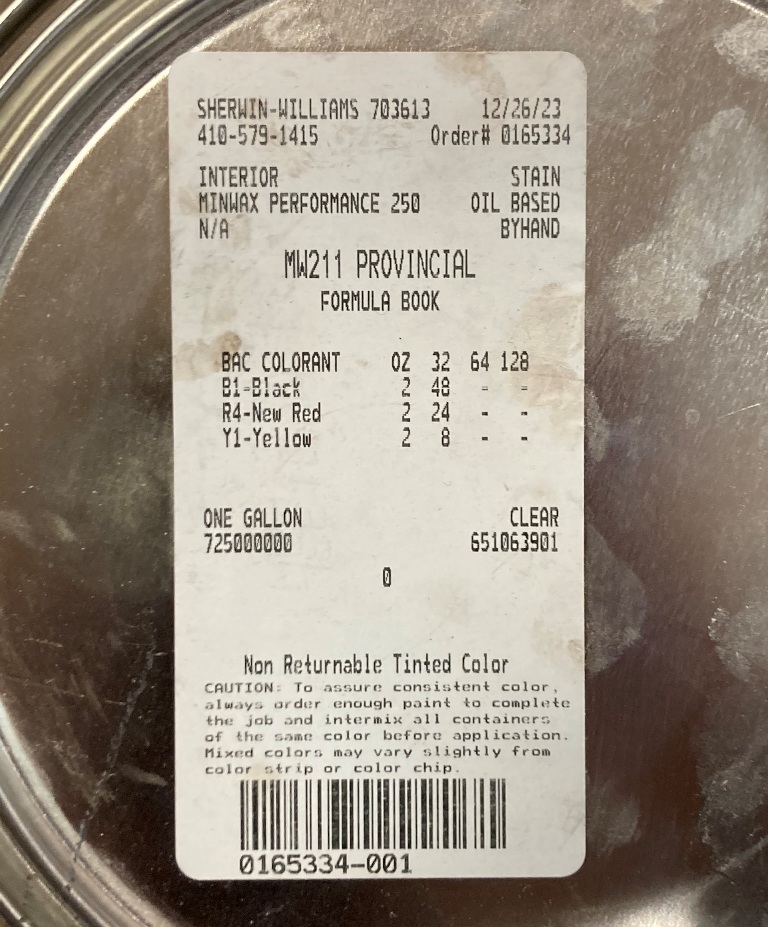 SHERWIN-WILLIAMS 703613 12/26/23
410-579-1415 Order# 0165334
INTERIOR STAIN
MINWAX PERFORMANCE 250 OIL BASED
N/A BYHAND
MW211 PROVINCIAL
FORMULA BOOK
BAC COLORANT OZ 32 64 128
B1-Black 2 48 - -
R4-New Red 2 24 - -
Y1-Yellow 2 8 - -
ONE GALLON CLEAR
725000000 651063901
0
Non Returnable Tinted Color
CAUTION: To assure consistent color,
always order enough paint to complete
the job and intermix all containers
of the same color before application.
Mixed colors may vary slightly from
color strip or color chip.
0165334-001